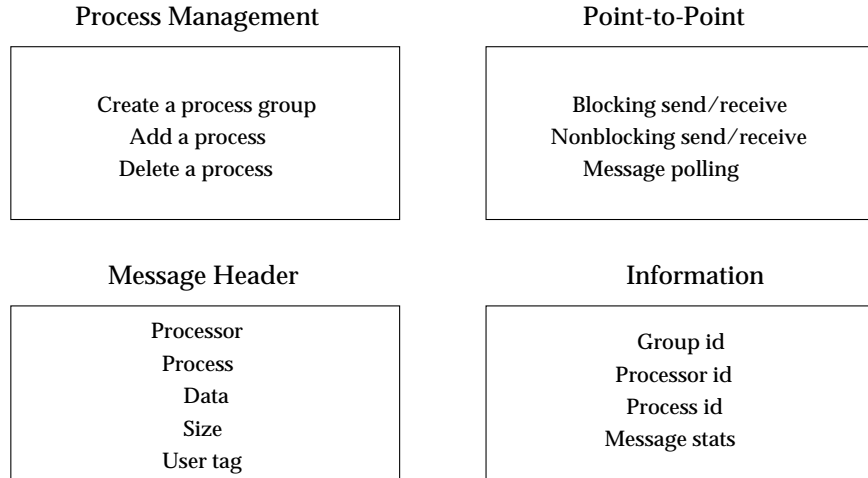 Process Management
Create a process group
Add a process
Delete a process
Point-to-Point
Blocking send/receive
Nonblocking send/receive
Message polling
Message Header
Processor
Process
Data
Size
User tag
Information
Group id
Processor id
Process id
Message stats